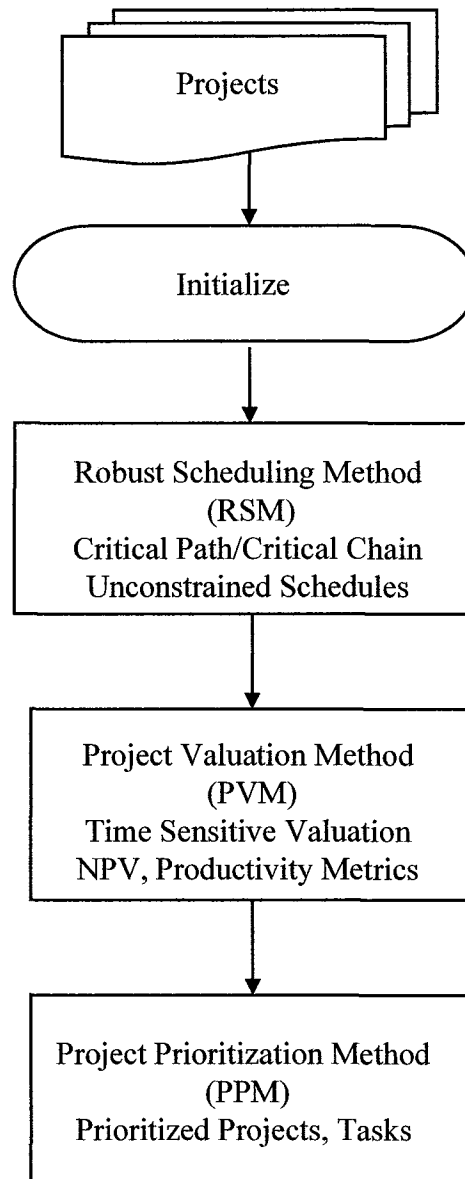 Projects
Initialize
Robust Scheduling Method
(RSM)
Critical Path/Critical Chain
Unconstrained Schedules
Project Valuation Method
(PVM)
Time Sensitive Valuation
NPV, Productivity Metrics
Project Prioritization Method
(PPM)
Prioritized Projects, Tasks